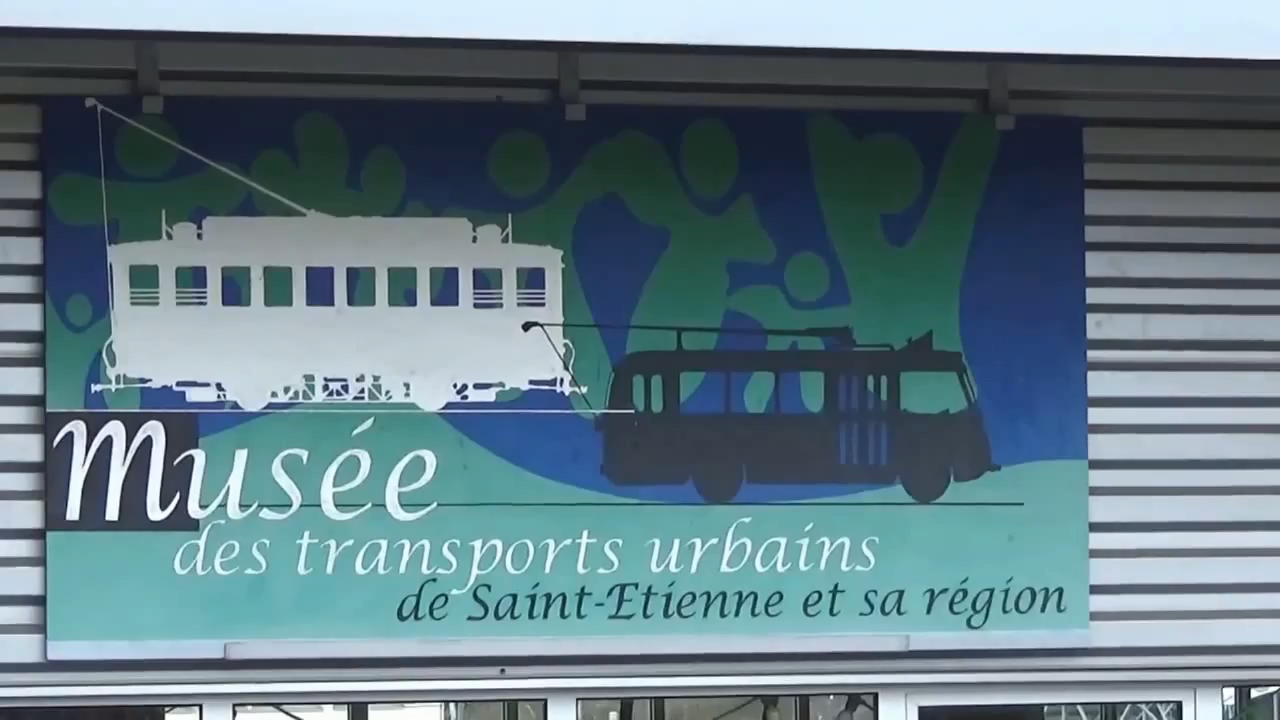 Musée
des transports urbains
de Saint-Etienne et sa région